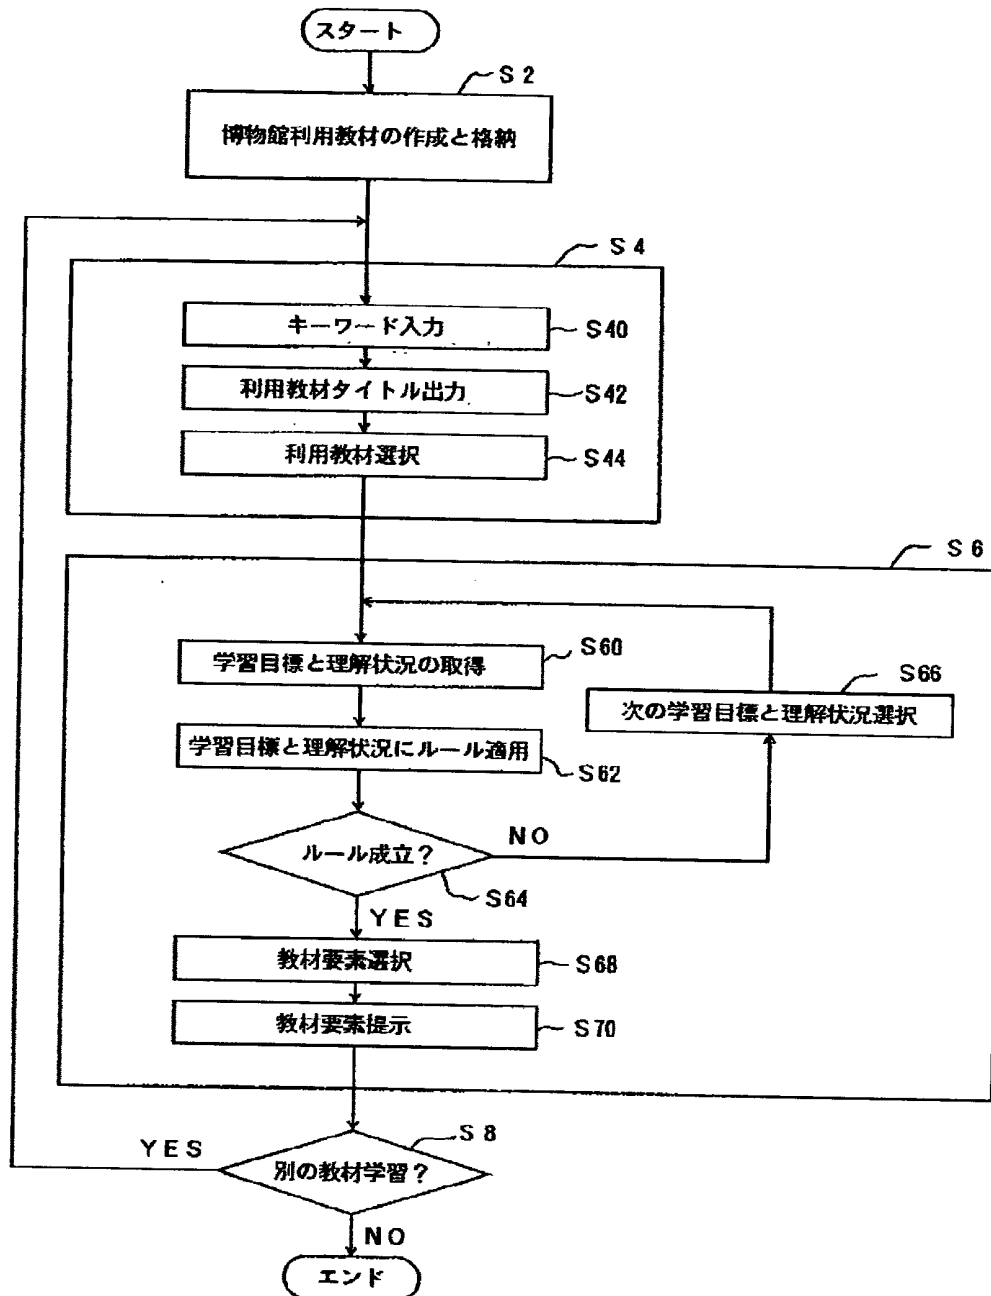 スタート
S2
博物館利用教材の作成と格納
S4
キーワード入力
S40
利用教材タイトル出力
S42
利用教材選択
S44
S6
学習目標と理解状況の取得
S60
S66
次の学習目標と理解状況選択
学習目標と理解状況にルール適用
S62
ルール成立?
NO
S64
YES
教材要素選択
S68
教材要素提示
S70
S8
YES
別の教材学習?
NO
エンド